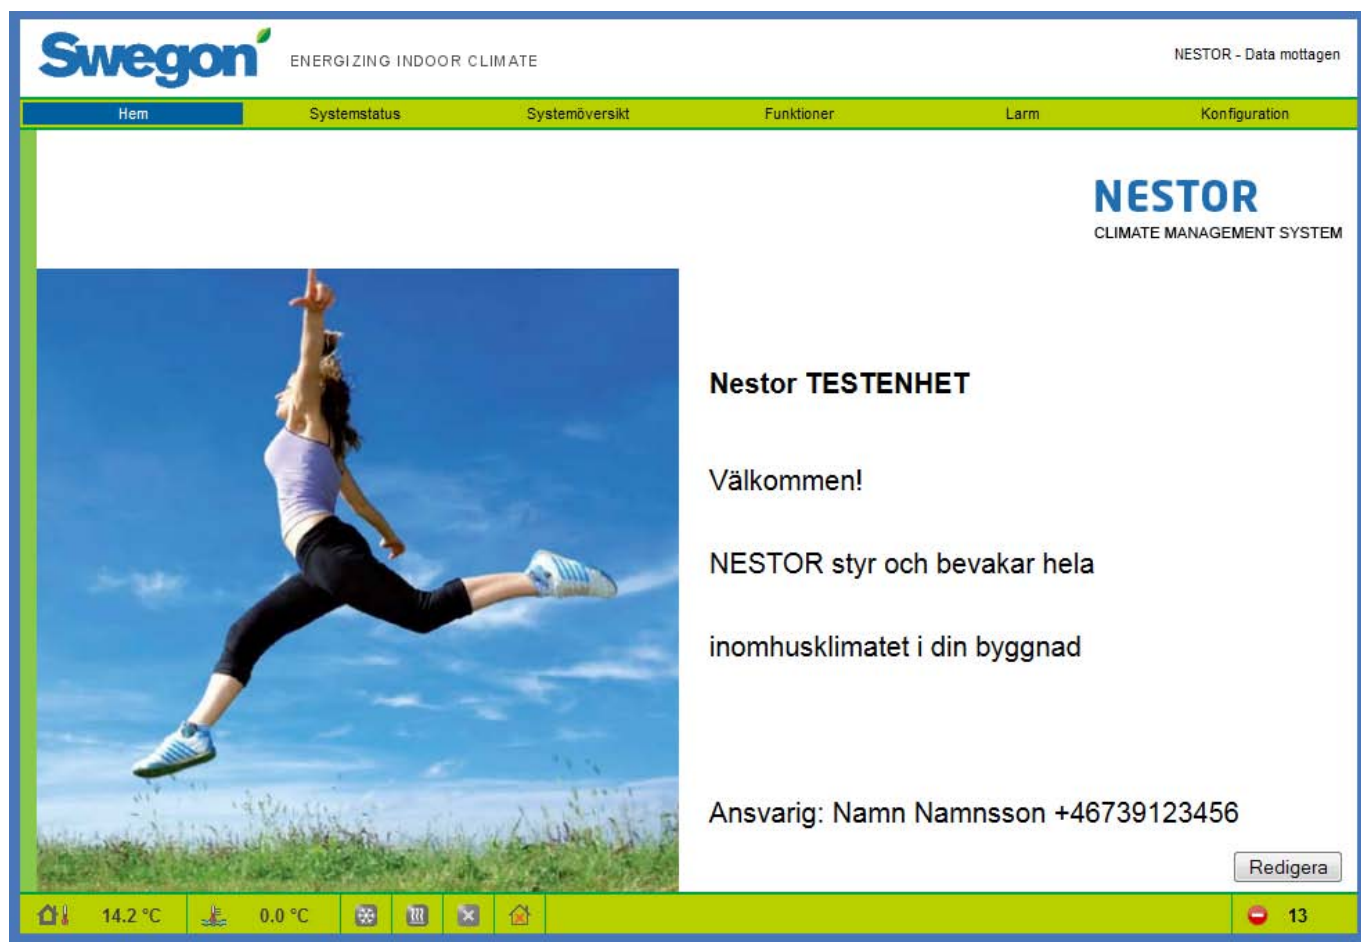 Swegon
ENERGIZING INDOOR CLIMATE
NESTOR - Data mottagen
Hem Systemstatus Systemöversikt Funktioner Larm Konfiguration
NESTOR
CLIMATE MANAGEMENT SYSTEM
Nestor TESTENHET
Välkommen!
NESTOR styr och bevakar hela
inomhusklimatet i din byggnad
Ansvarig: Namn Namnsson +46739123456
Redigera
14.2 °C 0.0 °C 13